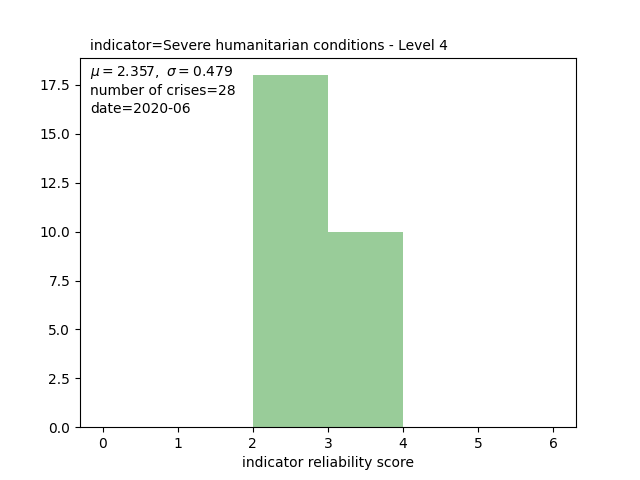 indicator=Severe humanitarian conditions - Level 4
μ = 2.357, σ = 0.479
number of crises=28
date=2020-06
17.5
15.0
12.5
10.0
7.5
5.0
2.5
0.0
0 1 2 3 4 5 6
indicator reliability score